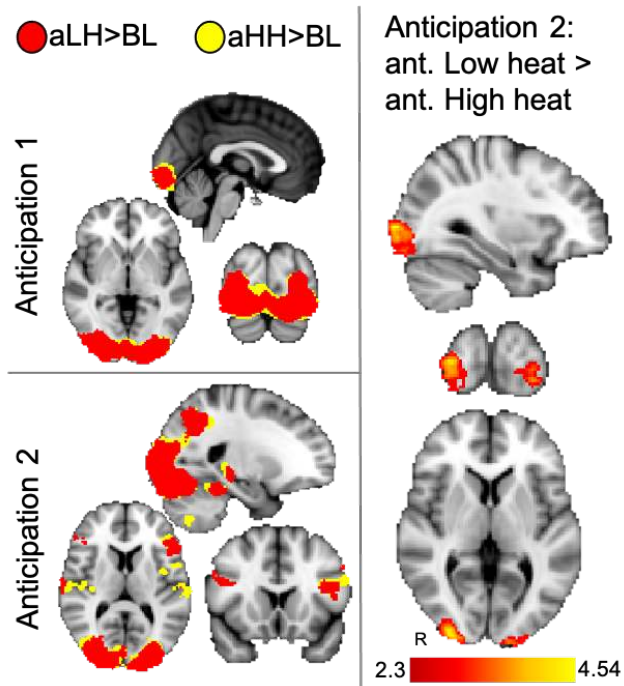 aLH>BL
aHH>BL
Anticipation 1
Anticipation 2
Anticipation 2:
ant. Low heat >
ant. High heat
R
2.3
4.54